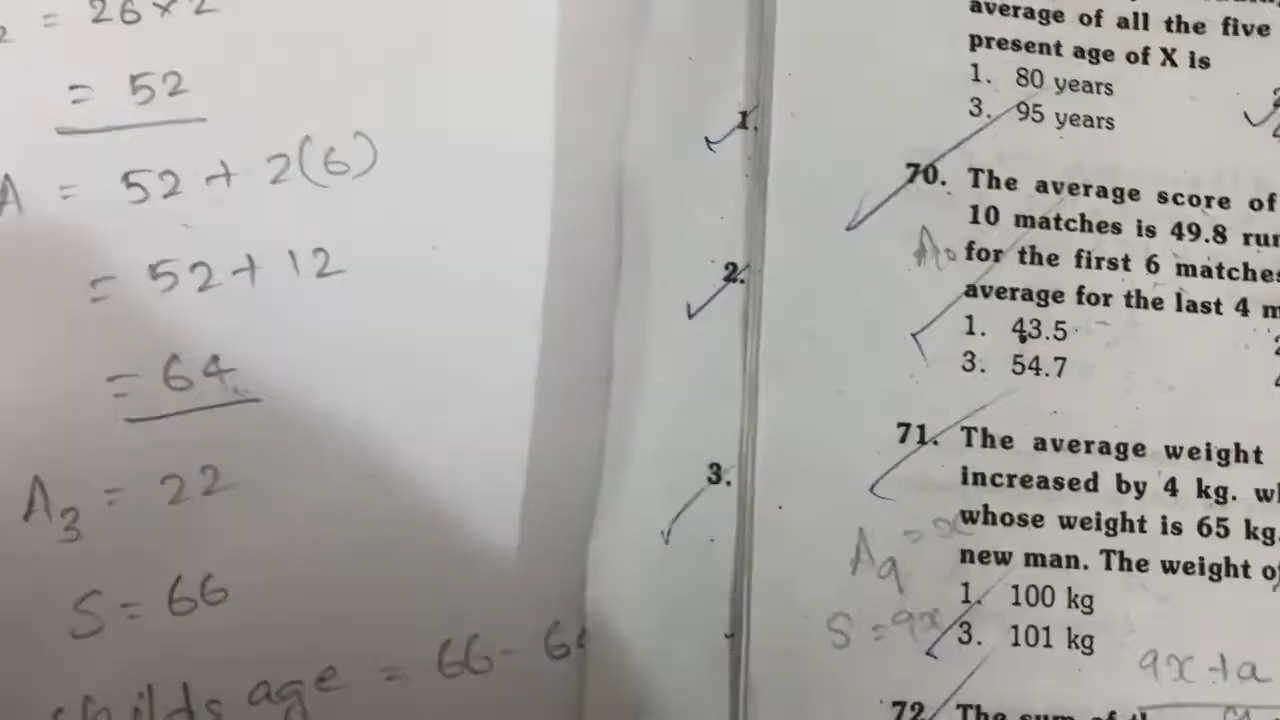 2 = 26 × 2
= 52
A = 52 + 2(6)
= 52 + 12
= 64
A3 = 22
S = 66
age = 66 - 6
1.
2.
3.
average of all the five
present age of X is
1. 80 years
3. 95 years
70. The average score of
10 matches is 49.8
for the first 6 matches
average for the last 4
1. 43.5
3. 54.7
71. The average weight
increased by 4 kg.
whose weight is 65 kg.
new man. The weight
1. 100 kg
3. 101 kg
A9 = x
S = 9x
9x + a
72. The sum of